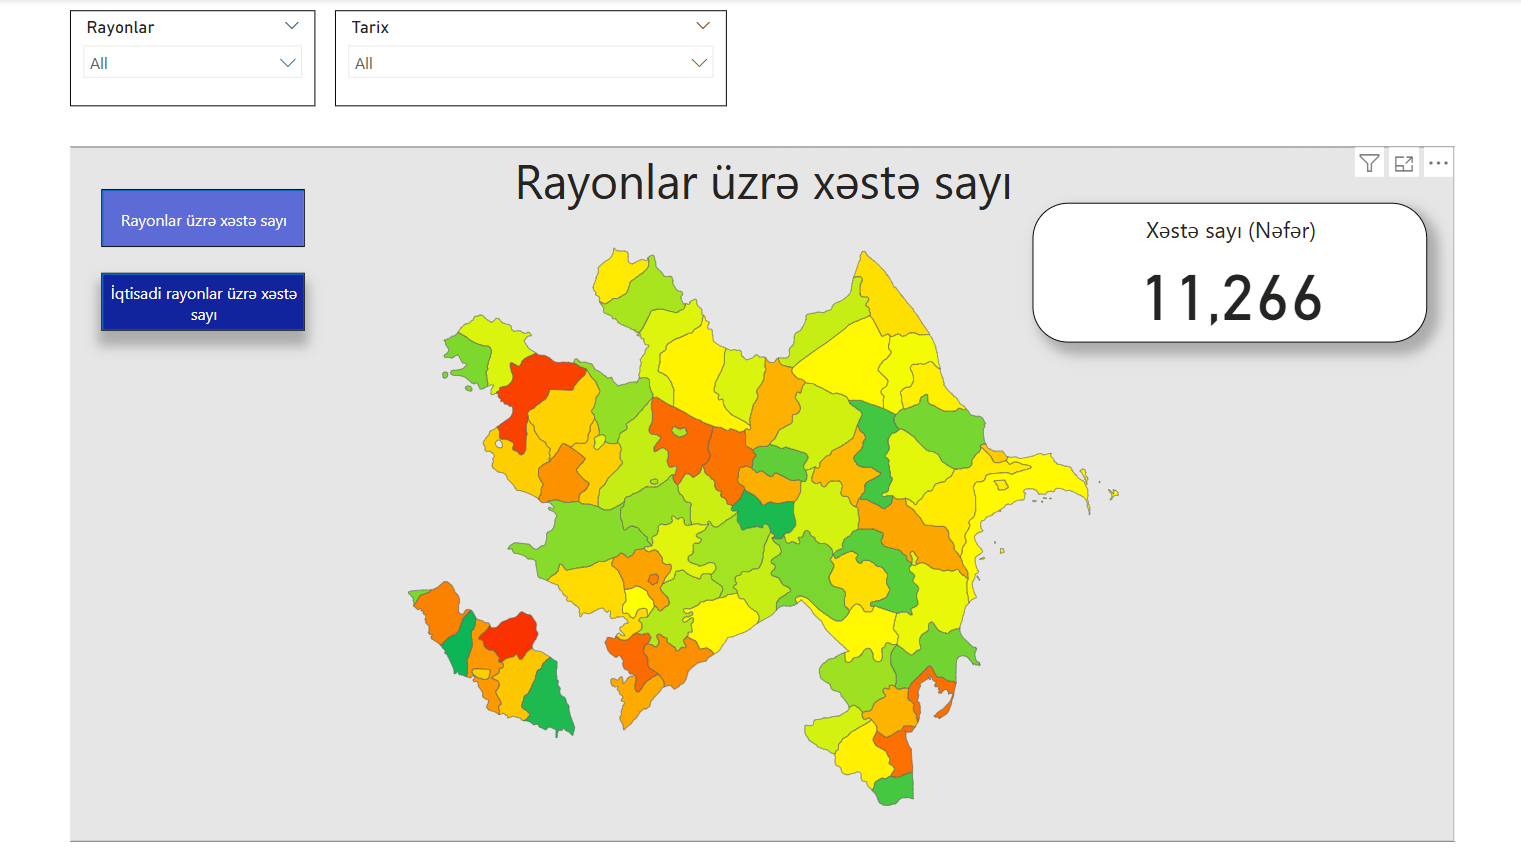 Rayonlar
All
Tarix
All
Rayonlar üzrə xəstə sayı
Rayonlar üzrə xəstə sayı
İqtisadi rayonlar üzrə xəstə
sayı
Xəstə sayı (Nəfər)
11,266